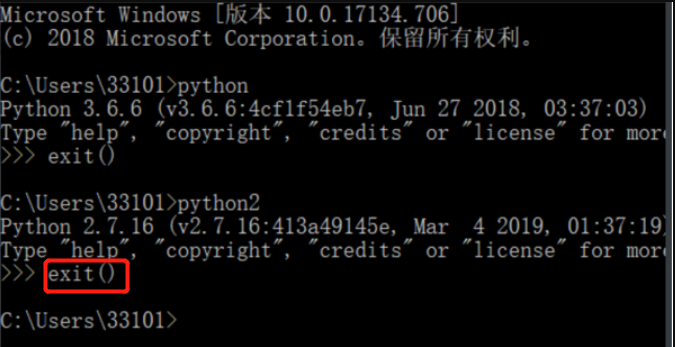 Microsoft Windows [版本 10.0.17134.706]
(c) 2018 Microsoft Corporation。保留所有权利。
C:\Users\33101>python
Python 3.6.6 (v3.6.6:4cf1f54eb7, Jun 27 2018, 03:37:03)
Type "help", "copyright", "credits" or "license" for more
>>> exit()
C:\Users\33101>python2
Python 2.7.16 (v2.7.16:413a49145e, Mar  4 2019, 01:37:19)
Type "help", "copyright", "credits" or "license" for more
>>> exit()
C:\Users\33101>